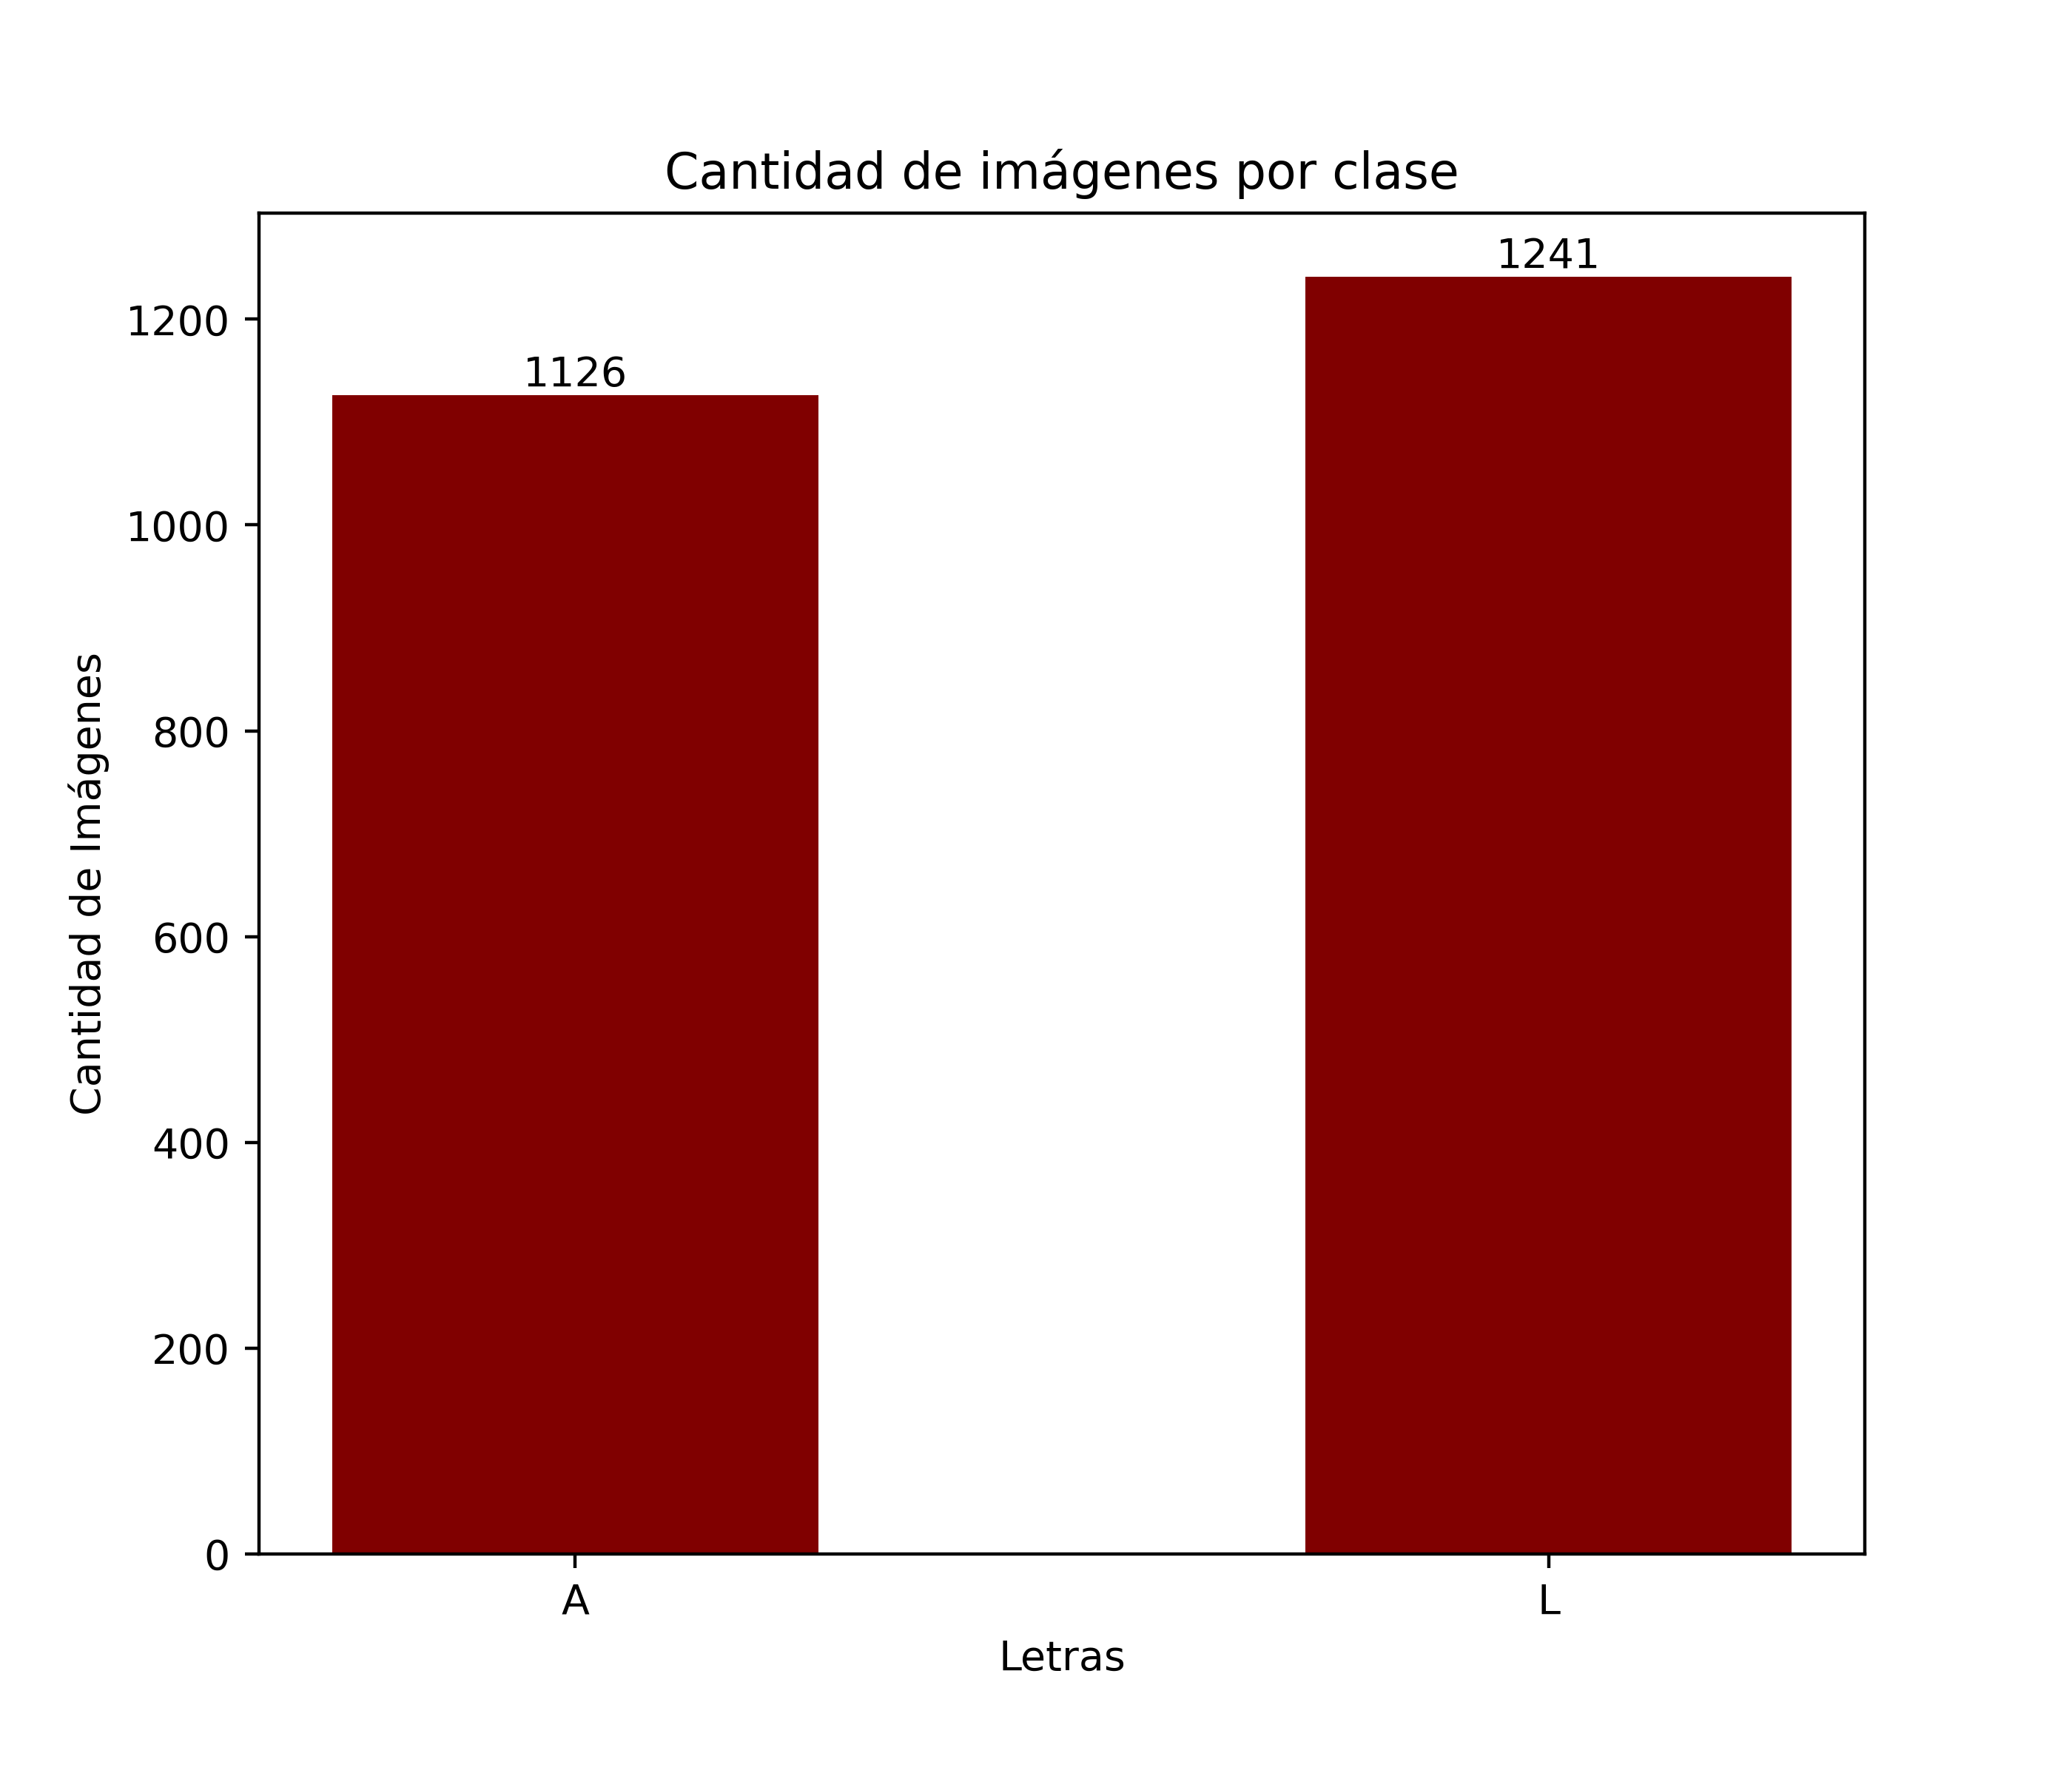 Cantidad de imágenes por clase
1241
1126
1200
1000
800
600
400
200
0
Cantidad de Imágenes
A L
Letras